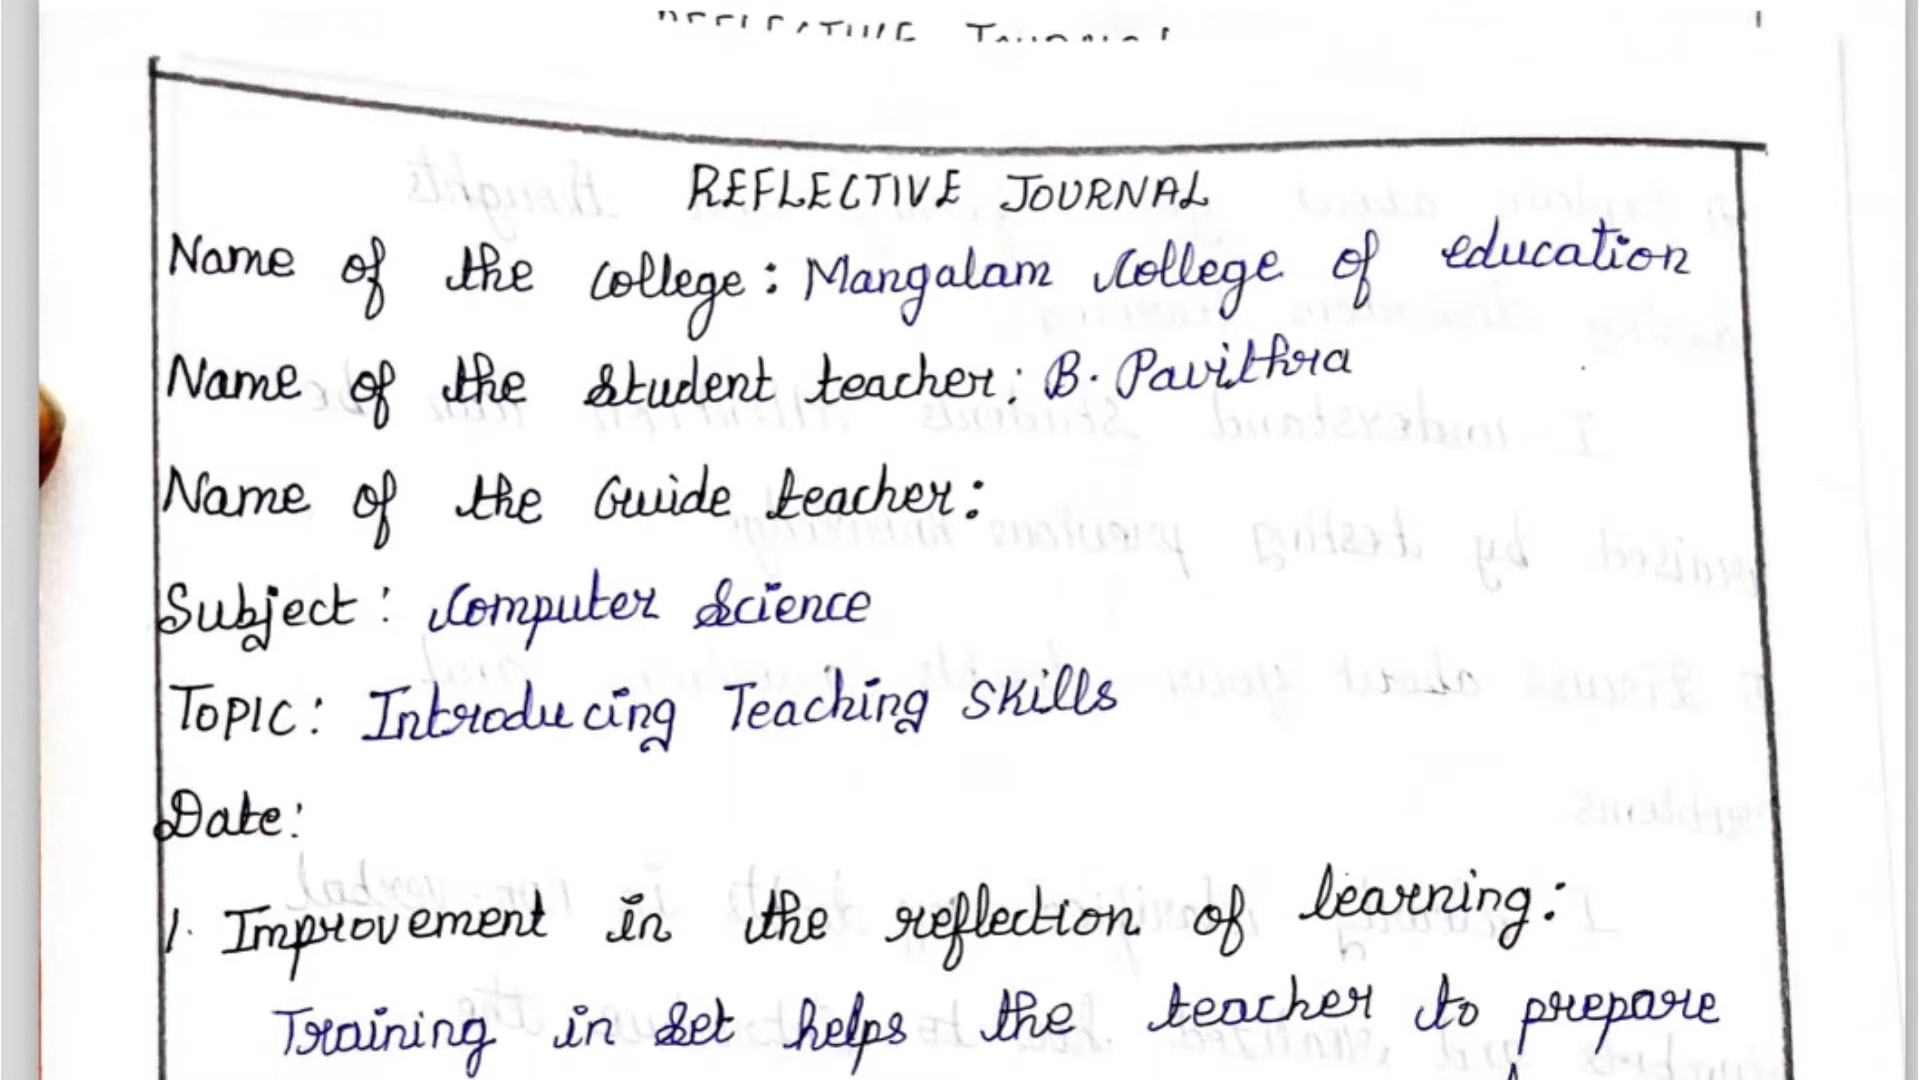 REFLECTIVE JOURNAL
Name of the college: Mangalam college of education
Name of the student teacher: B. Pavithra
Name of the Guide teacher:
Subject: Computer Science
TOPIC: Introducing Teaching Skills
Date:
1. Improvement in the reflection of learning:
Training in set helps the teacher to prepare